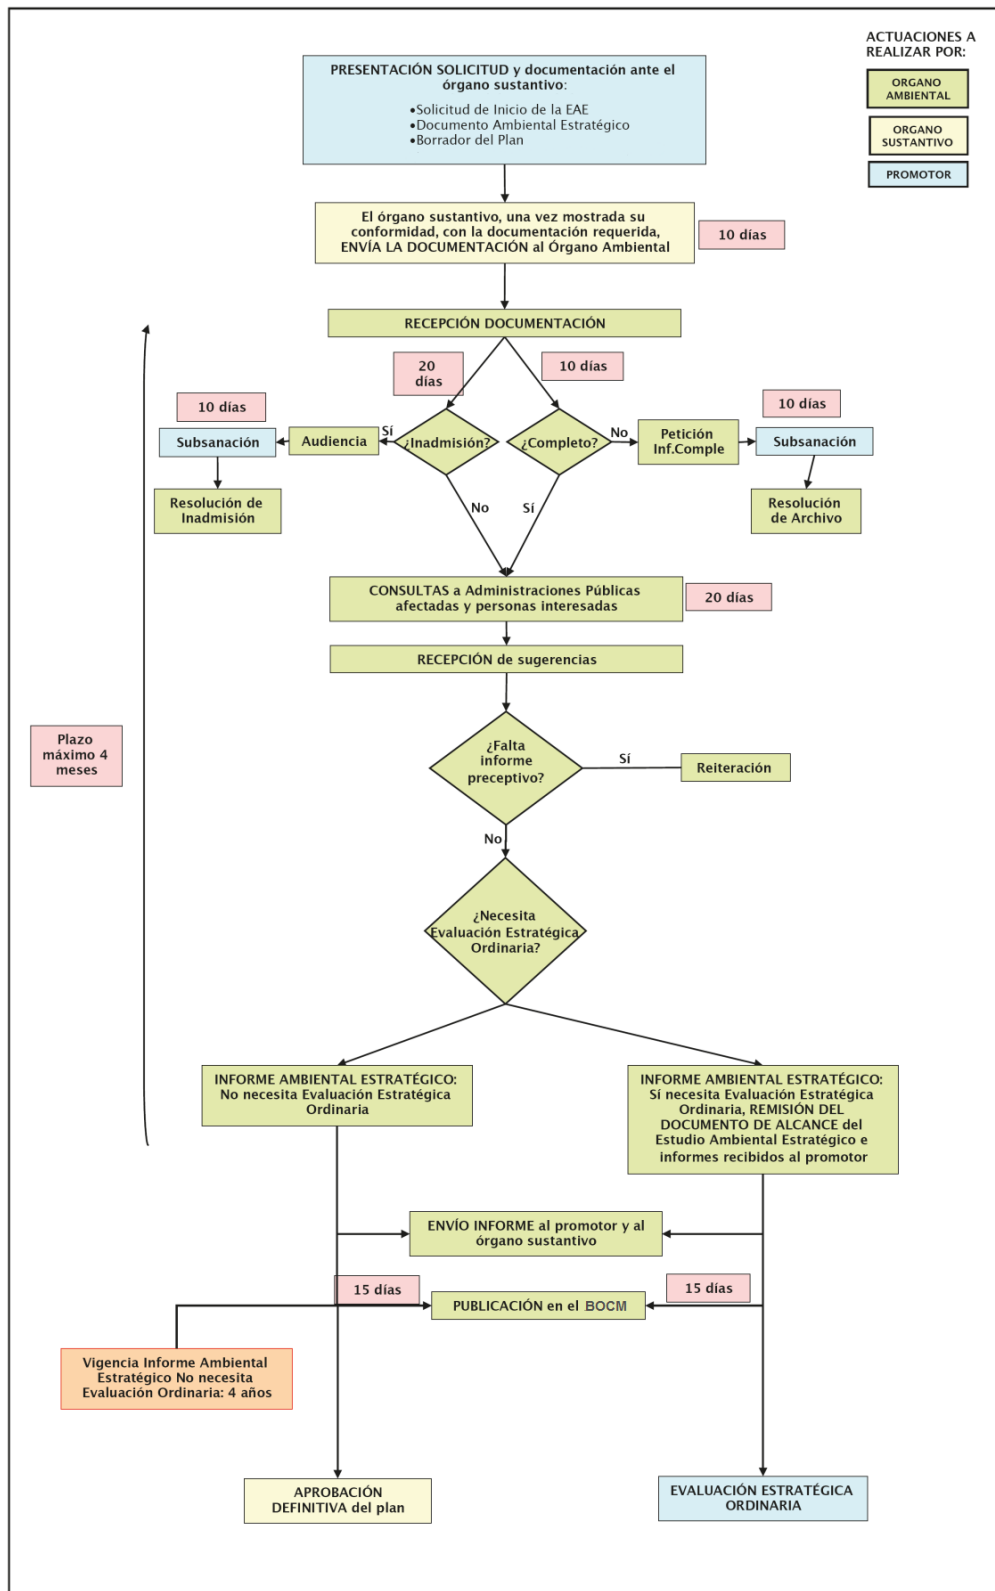 ACTUACIONES A
REALIZAR POR:
ORGANO
AMBIENTAL
ORGANO
SUSTANTIVO
PROMOTOR
PRESENTACIÓN SOLICITUD y documentación ante el
órgano sustantivo:
•Solicitud de Inicio de la EAE
•Documento Ambiental Estratégico
•Borrador del Plan
El órgano sustantivo, una vez mostrada su
conformidad, con la documentación requerida,
ENVÍA LA DOCUMENTACIÓN al Órgano Ambiental
10 días
RECEPCIÓN DOCUMENTACIÓN
20
días
10 días
10 días
10 días
Subsanación
Audiencia
Sí
¿Inadmisión?
¿Completo?
No
Petición
Inf.Comple
Subsanación
Resolución de
Inadmisión
No
Sí
Resolución
de Archivo
CONSULTAS a Administraciones Públicas
afectadas y personas interesadas
20 días
RECEPCIÓN de sugerencias
Plazo
máximo 4
meses
¿Falta
informe
preceptivo?
Sí
Reiteración
No
¿Necesita
Evaluación Estratégica
Ordinaria?
INFORME AMBIENTAL ESTRATÉGICO:
No necesita Evaluación Estratégica
Ordinaria
INFORME AMBIENTAL ESTRATÉGICO:
Sí necesita Evaluación Estratégica
Ordinaria, REMISIÓN DEL
DOCUMENTO DE ALCANCE del
Estudio Ambiental Estratégico e
informes recibidos al promotor
ENVÍO INFORME al promotor y al
órgano sustantivo
15 días
15 días
PUBLICACIÓN en el BOCM
Vigencia Informe Ambiental
Estratégico No necesita
Evaluación Ordinaria: 4 años
APROBACIÓN
DEFINITIVA del plan
EVALUACIÓN ESTRATÉGICA
ORDINARIA